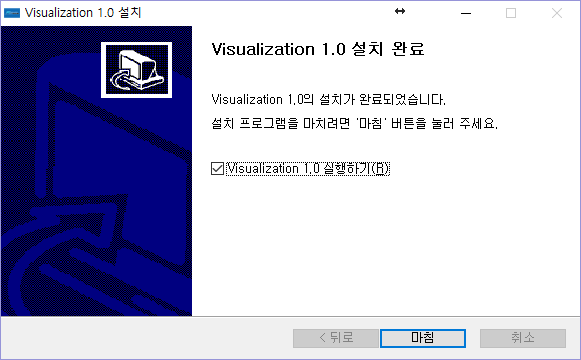 Visualization 1.0 설치
Visualization 1.0 설치 완료
Visualization 1.0의 설치가 완료되었습니다.
설치 프로그램을 마치려면 '마침' 버튼을 눌러 주세요.
Visualization 1.0 실행하기(R)
< 뒤로
마침
취소